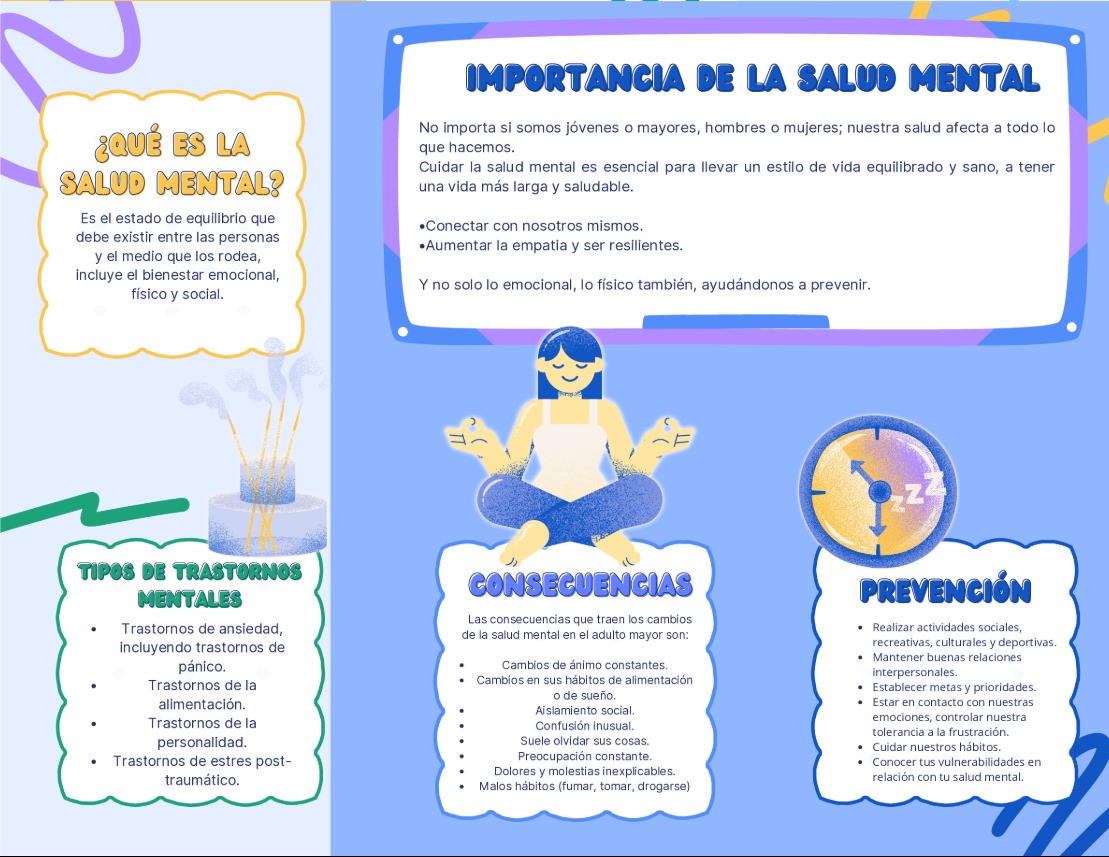 ¿QUÉ ES LA
SALUD MENTAL?
Es el estado de equilibrio que
debe existir entre las personas
y el medio que los rodea,
incluye el bienestar emocional,
físico y social.
TIPOS DE TRASTORNOS
MENTALES
• Trastornos de ansiedad,
incluyendo trastornos de
pánico.
• Trastornos de la
alimentación.
• Trastornos de la
personalidad.
• Trastornos de estres post-
traumático.
IMPORTANCIA DE LA SALUD MENTAL
No importa si somos jóvenes o mayores, hombres o mujeres; nuestra salud afecta a todo lo
que hacemos.
Cuidar la salud mental es esencial para llevar un estilo de vida equilibrado y sano, a tener
una vida más larga y saludable.
•Conectar con nosotros mismos.
•Aumentar la empatia y ser resilientes.
Y no solo lo emocional, lo físico también, ayudándonos a prevenir.
CONSECUENCIAS
Las consecuencias que traen los cambios
de la salud mental en el adulto mayor son:
• Cambios de ánimo constantes.
• Cambios en sus hábitos de alimentación
o de sueño.
• Aislamiento social.
• Confusión inusual.
• Suele olvidar sus cosas.
• Preocupación constante.
• Dolores y molestias inexplicables.
• Malos hábitos (fumar, tomar, drogarse)
zzZ
PREVENCIÓN
• Realizar actividades sociales,
recreativas, culturales y deportivas.
• Mantener buenas relaciones
interpersonales.
• Establecer metas y prioridades.
• Estar en contacto con nuestras
emociones, controlar nuestra
tolerancia a la frustración.
• Cuidar nuestros hábitos.
• Conocer tus vulnerabilidades en
relación con tu salud mental.